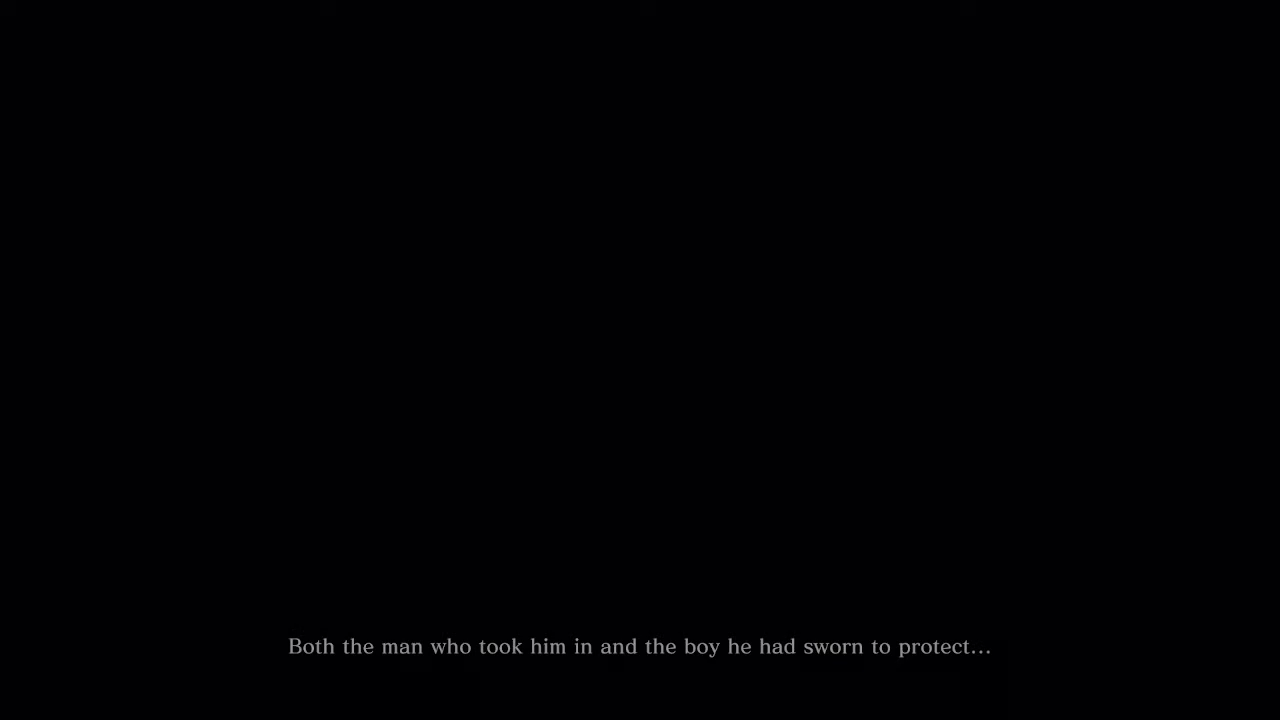 Both the man who took him in and the boy he had sworn to protect…